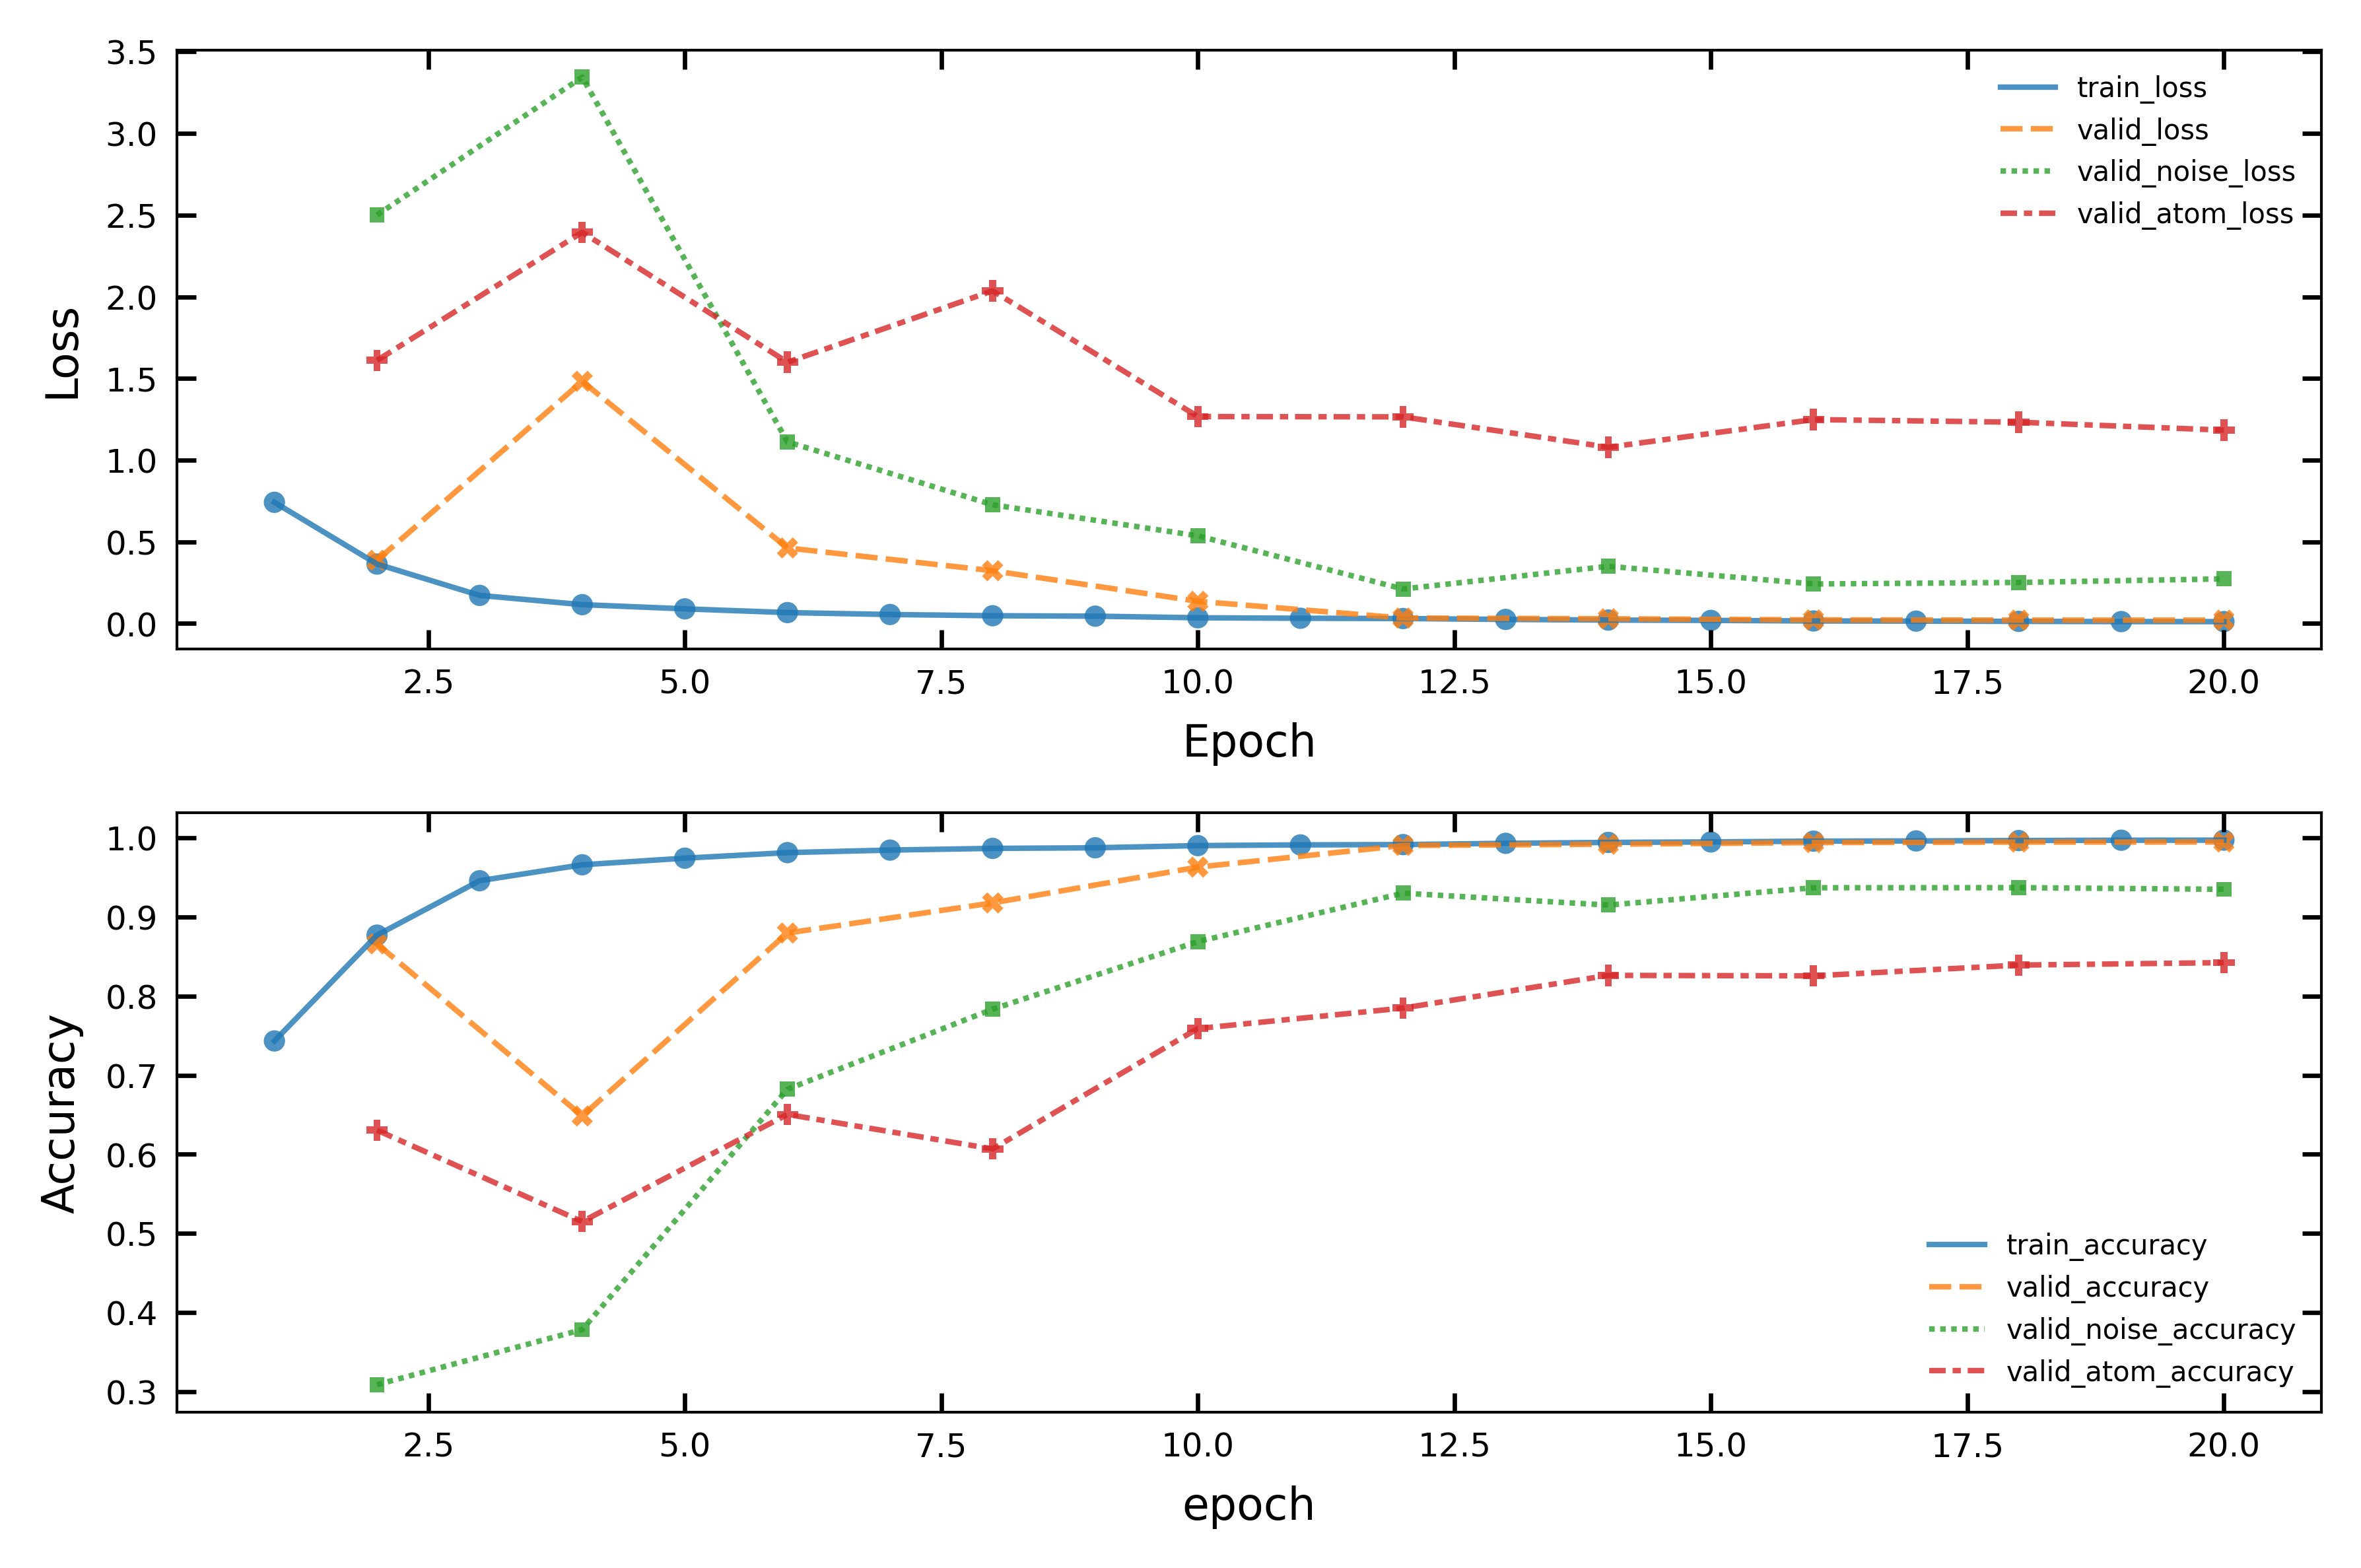 3.5
3.0
2.5
2.0
1.5
1.0
0.5
0.0
Loss
train_loss
valid_loss
valid_noise_loss
valid_atom_loss
2.5 5.0 7.5 10.0 12.5 15.0 17.5 20.0
Epoch
1.0
0.9
0.8
0.7
0.6
0.5
0.4
0.3
Accuracy
train_accuracy
valid_accuracy
valid_noise_accuracy
valid_atom_accuracy
2.5 5.0 7.5 10.0 12.5 15.0 17.5 20.0
epoch